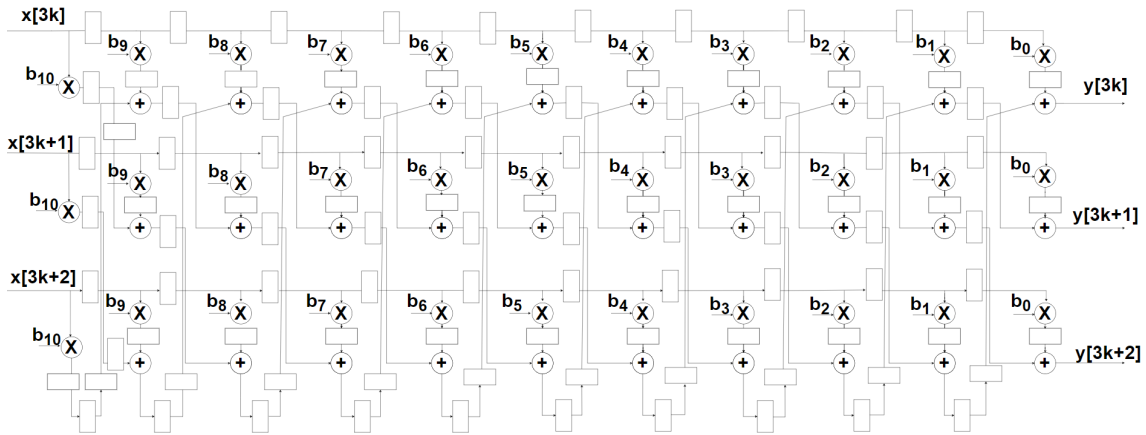 x[3k]
b9 b8 b7 b6 b5 b4 b3 b2 b1 b0
X X X X X X X X X X
b10 X
+ + + + + + + + + +
y[3k]
x[3k+1]
b9 b8 b7 b6 b5 b4 b3 b2 b1 b0
X X X X X X X X X X
b10 X
+ + + + + + + + + +
y[3k+1]
x[3k+2]
b9 b8 b7 b6 b5 b4 b3 b2 b1 b0
X X X X X X X X X X
b10 X
+ + + + + + + + + +
y[3k+2]